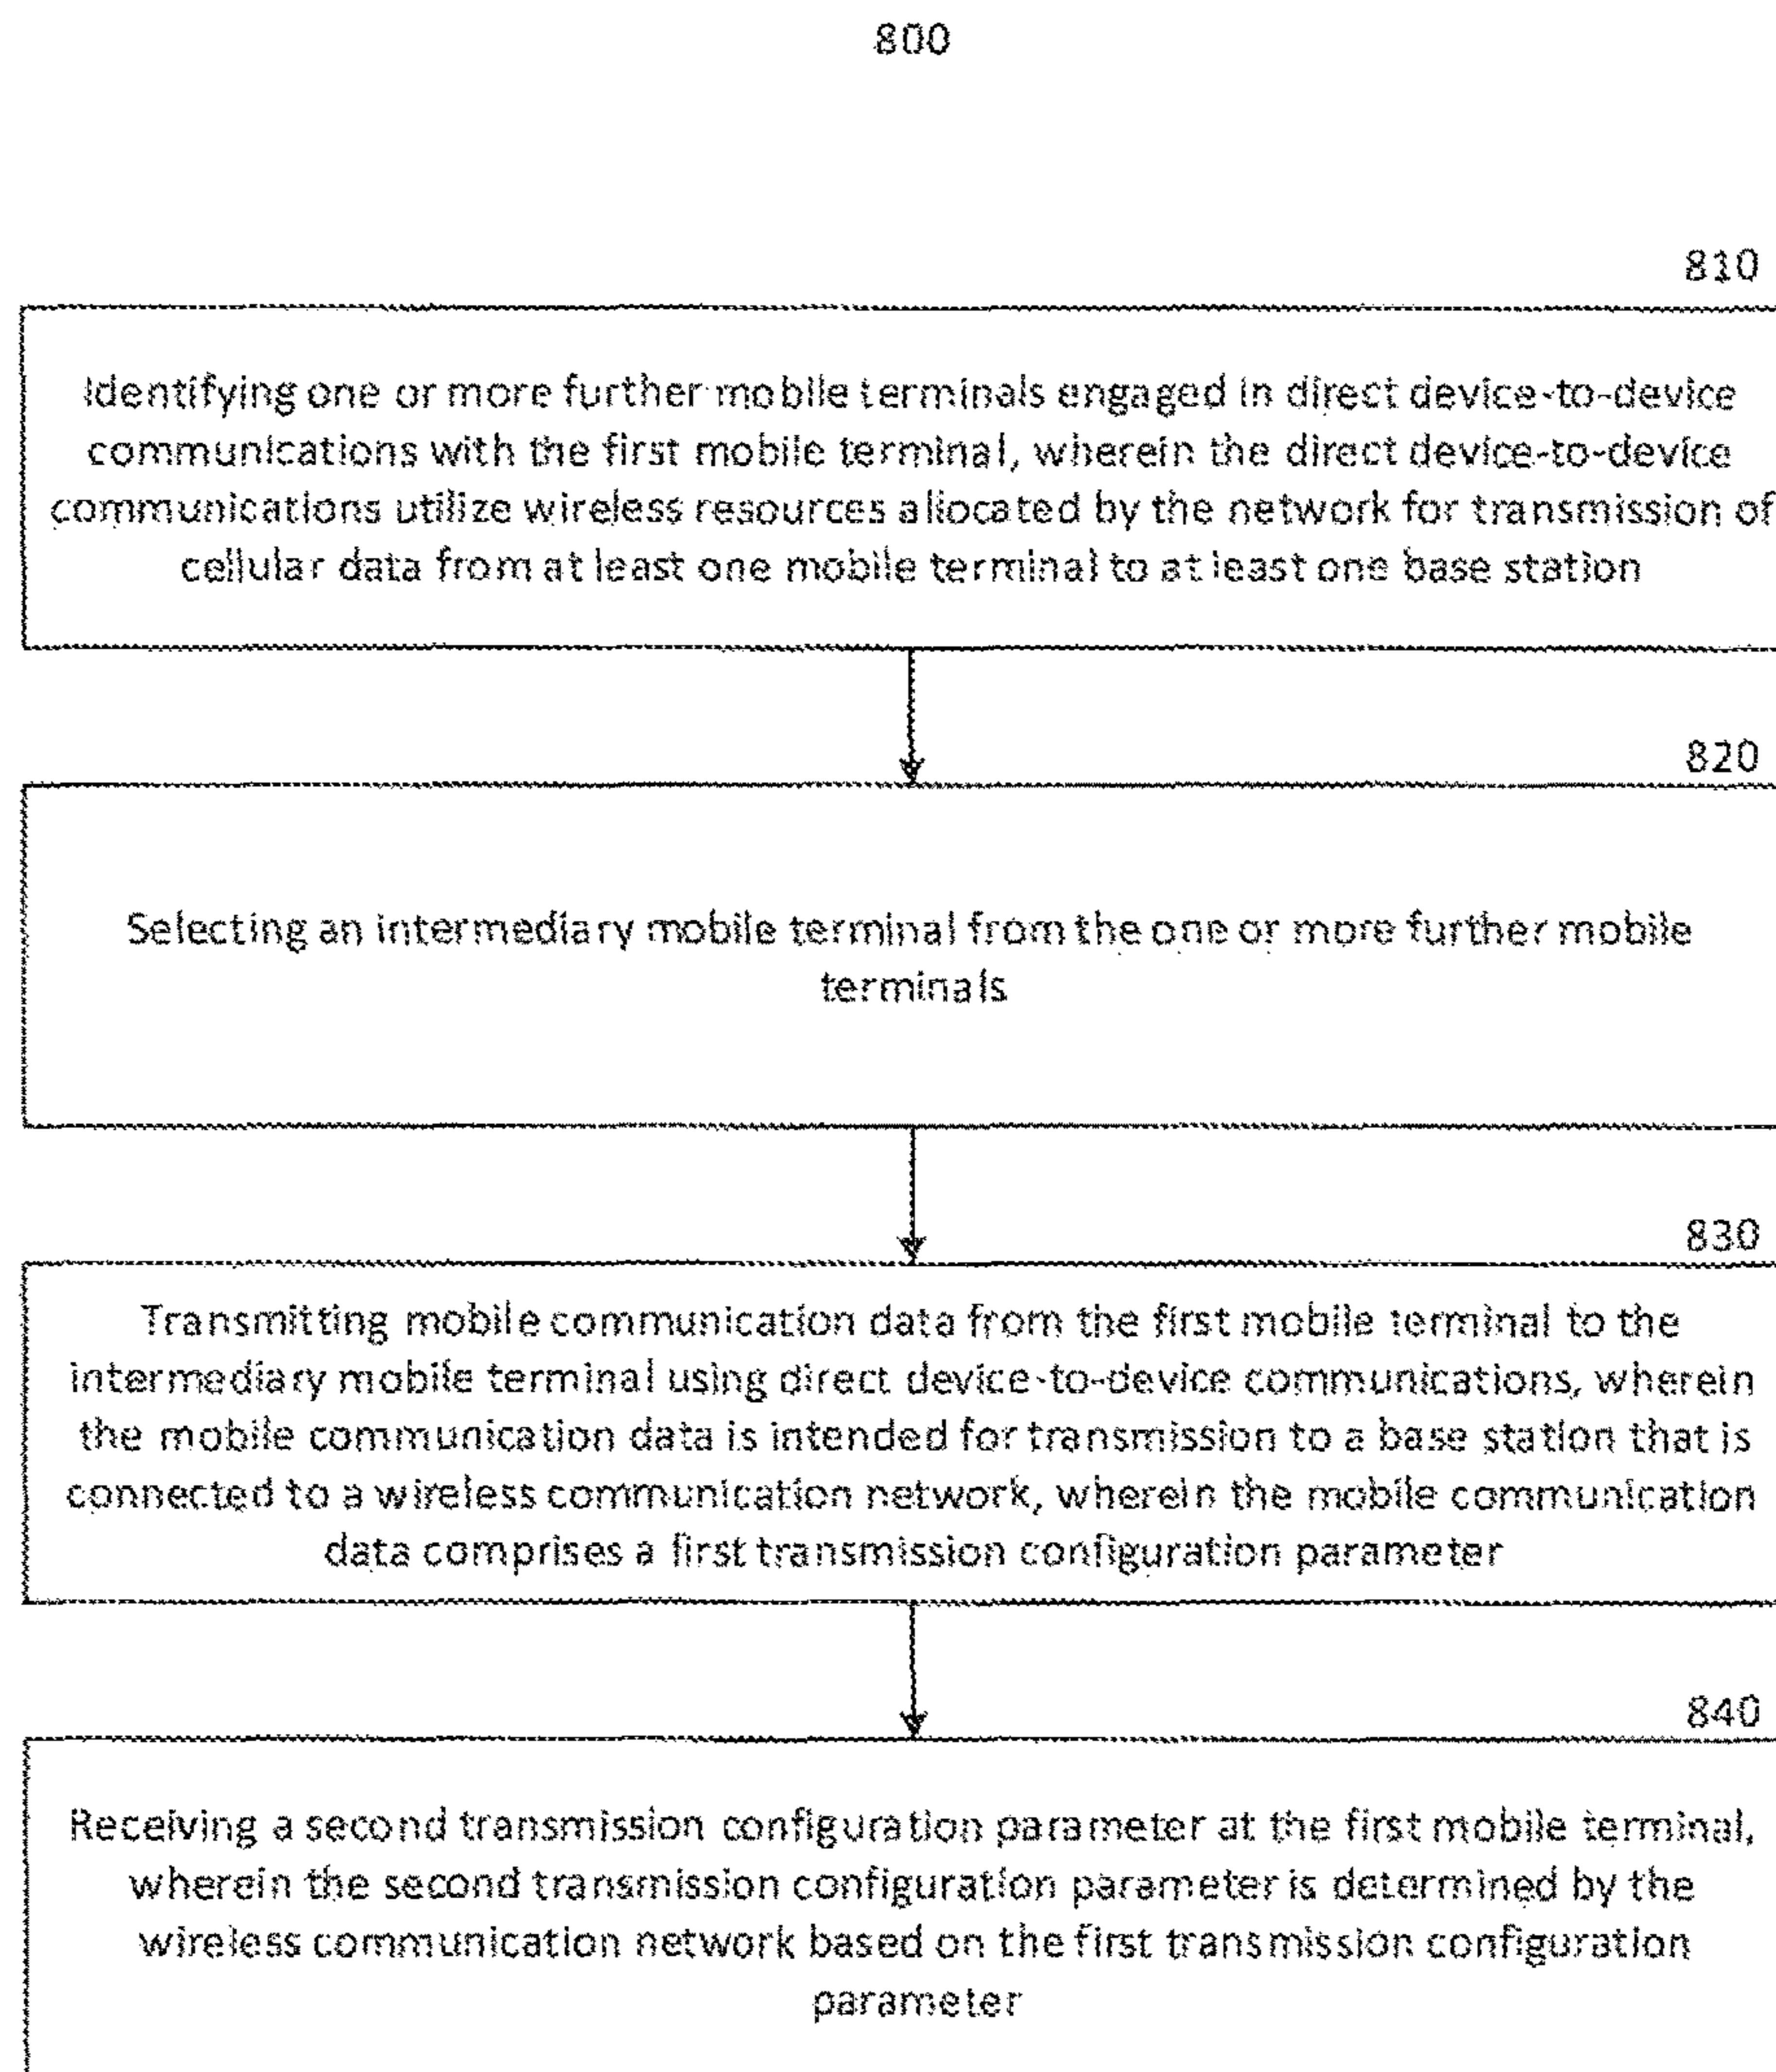 800
810
Identifying one or more further mobile terminals engaged in direct device-to-device
communications with the first mobile terminal, wherein the direct device-to-device
communications utilize wireless resources allocated by the network for transmission of
cellular data from at least one mobile terminal to at least one base station
820
Selecting an intermediary mobile terminal from the one or more further mobile
terminals
830
Transmitting mobile communication data from the first mobile terminal to the
intermediary mobile terminal using direct device-to-device communications, wherein
the mobile communication data is intended for transmission to a base station that is
connected to a wireless communication network, wherein the mobile communication
data comprises a first transmission configuration parameter
840
Receiving a second transmission configuration parameter at the first mobile terminal,
wherein the second transmission configuration parameter is determined by the
wireless communication network based on the first transmission configuration
parameter